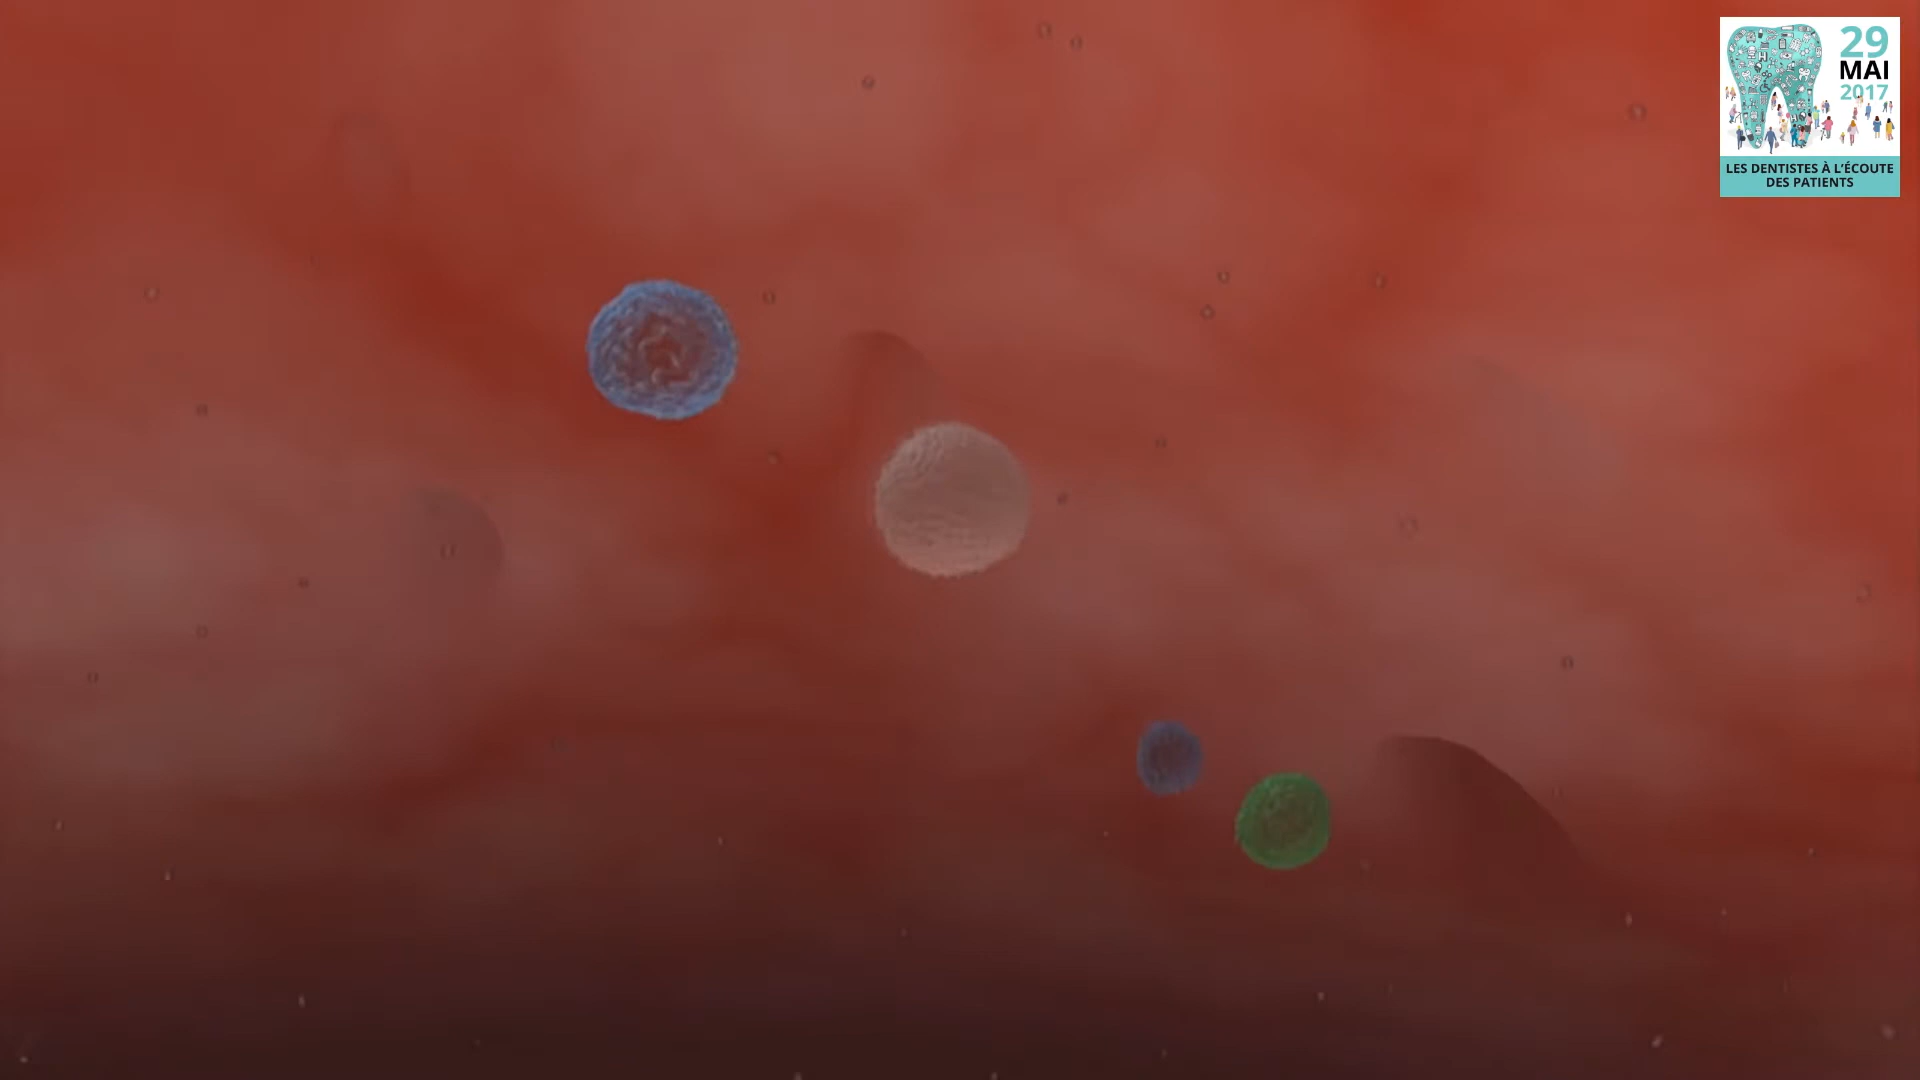 29
MAI
2017
LES DENTISTES À L'ÉCOUTE
DES PATIENTS